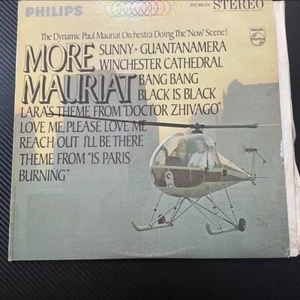 PHILIPS
STEREO
The Dynamic Paul Mauriat Orchestra Doing The "Now" Scene!
MORE
MAURIAT
SUNNY • GUANTANAMERA
WINCHESTER CATHEDRAL
BANG BANG
BLACK IS BLACK
LARA'S THEME FROM "DOCTOR ZHIVAGO"
LOVE ME, PLEASE LOVE ME
REACH OUT I'LL BE THERE
THEME FROM "IS PARIS
BURNING"